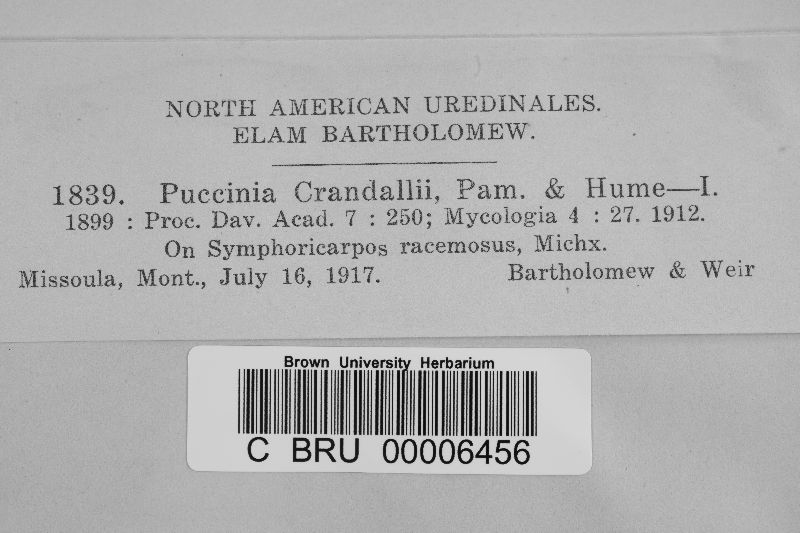 NORTH AMERICAN UREDINALES.
ELAM BARTHOLOMEW.
1839. Puccinia Crandallii, Pam. & Hume—I.
1899 : Proc. Dav. Acad. 7 : 250; Mycologia 4 : 27. 1912.
On Symphoricarpos racemosus, Michx.
Missoula, Mont., July 16, 1917. Bartholomew & Weir
Brown University Herbarium
C BRU 00006456